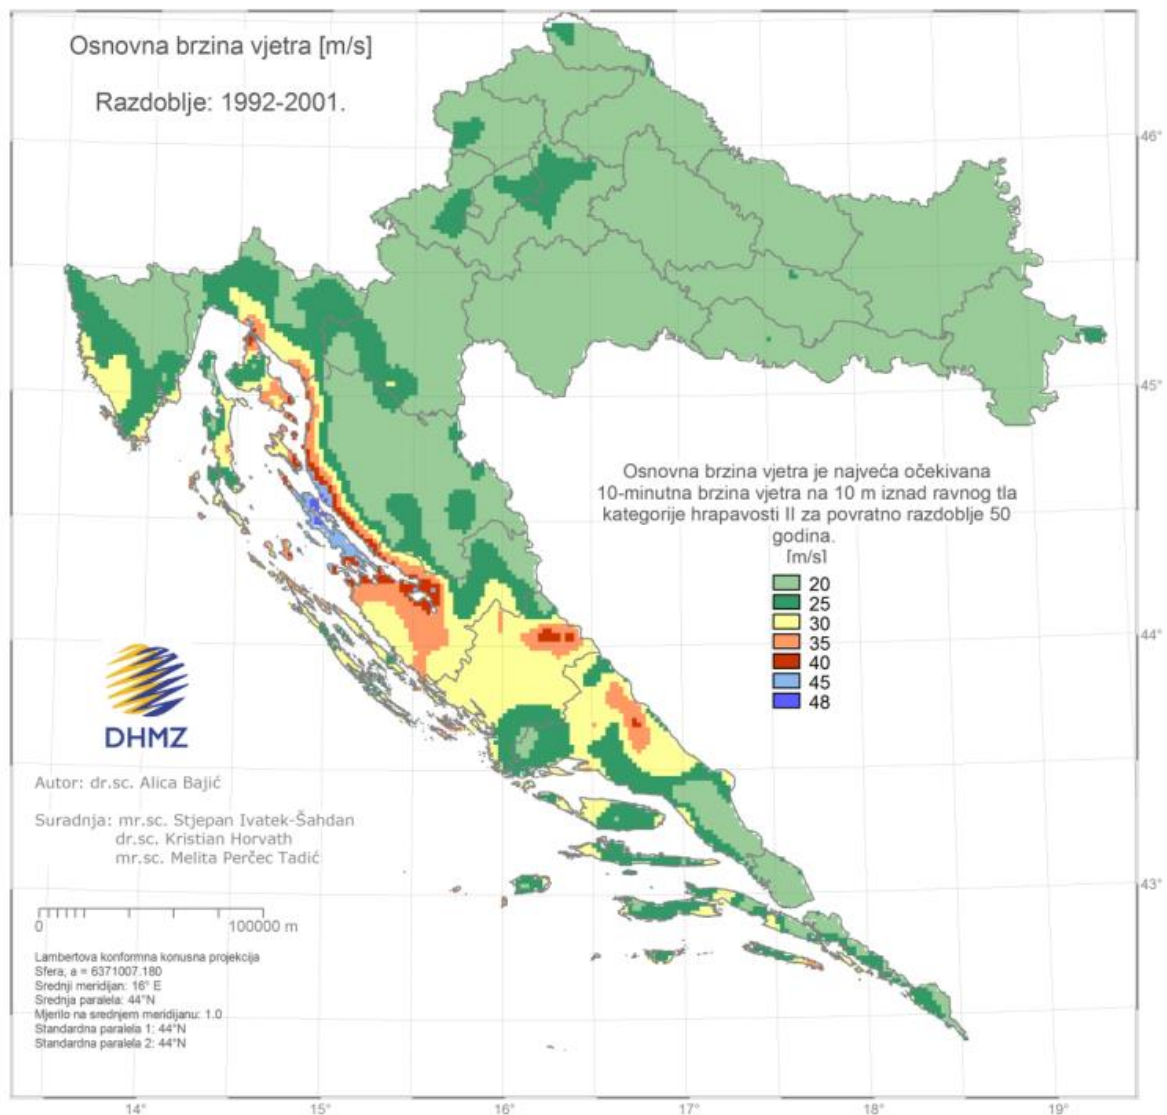 Osnovna brzina vjetra [m/s]
Razdoblje: 1992-2001.
46°
45°
Osnovna brzina vjetra je najveća očekivana
10-minutna brzina vjetra na 10 m iznad ravnog tla
kategorije hrapavosti II za povratno razdoblje 50
godina.
[m/s]
20
25
30
35
40
45
48
44°
DHMZ
Autor: dr.sc. Alica Bajić
Suradnja: mr.sc. Stjepan Ivatek-Šahdan
dr.sc. Kristian Horvath
mr.sc. Melita Perčec Tadić
43°
0 100000 m
Lambertova konformna konusna projekcija
Sfera, a = 6371007.180
Srednji meridijan: 16° E
Srednja paralela: 44°N
Mjerilo na srednjem meridijanu: 1.0
Standardna paralela 1: 44°N
Standardna paralela 2: 44°N
14° 15° 16° 17° 18° 19°